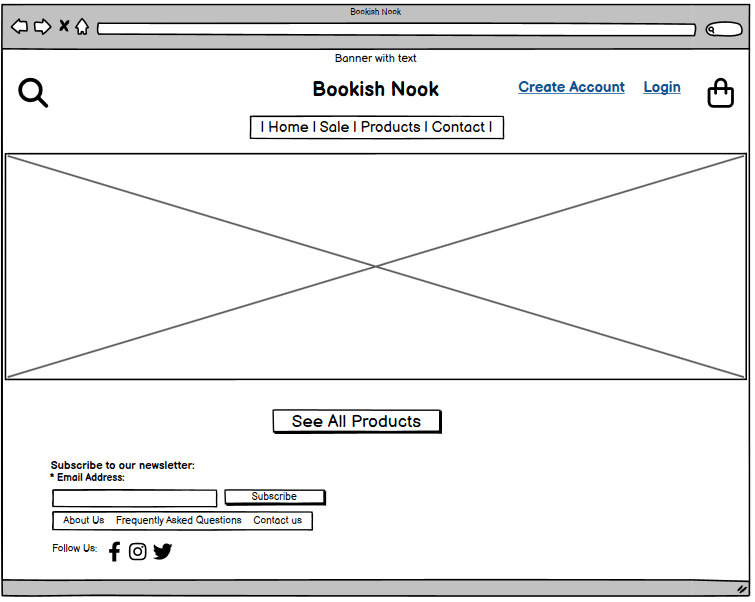 Bookish Nook
Banner with text
Bookish Nook
Create Account
Login
| Home | Sale | Products | Contact |
See All Products
Subscribe to our newsletter:
* Email Address:
Subscribe
About Us Frequently Asked Questions Contact us
Follow Us: